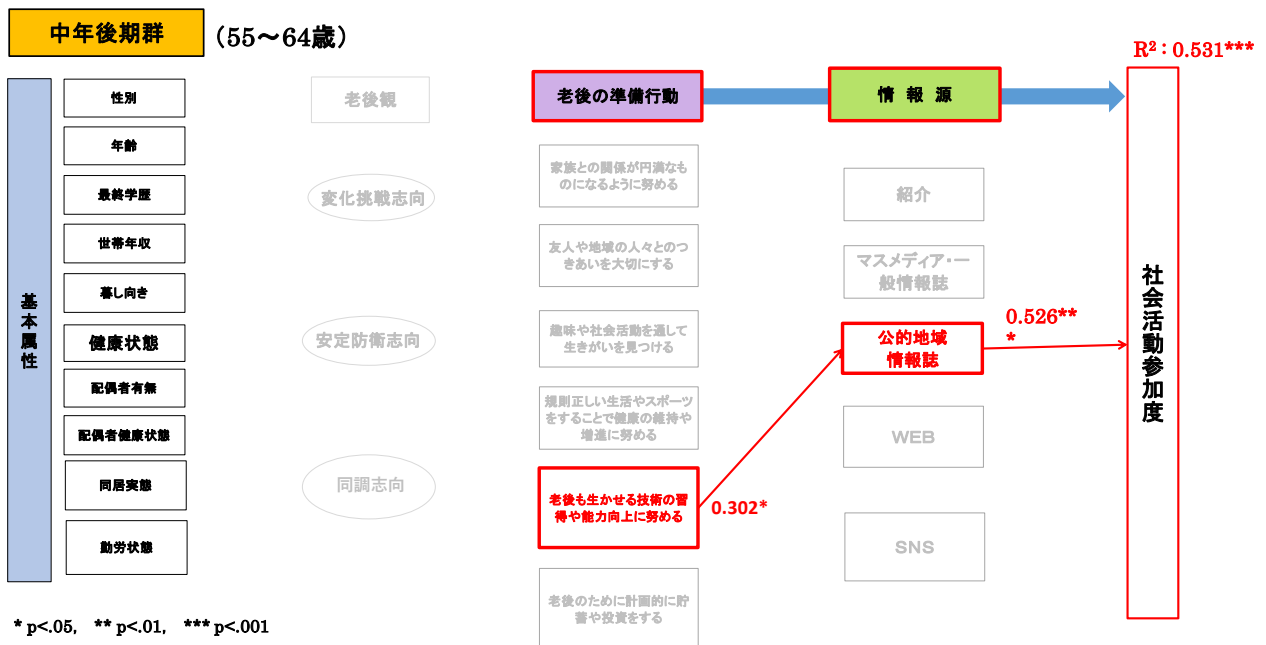 中年後期群
（55～64歳）
R²：0.531***
基本属性
性別
年齢
最終学歴
世帯年収
暮し向き
健康状態
配偶者有無
配偶者健康状態
同居実態
勤労状態
老後観
変化挑戦志向
安定防衛志向
同調志向
老後の準備行動
家族との関係が円満なも
のになるように努める
友人や地域の人々とのつ
きあいを大切にする
趣味や社会活動を通して
生きがいを見つける
規則正しい生活やスポーツ
をすることで健康の維持や
増進に努める
老後も生かせる技術の習
得や能力向上に努める
老後のために計画的に貯
蓄や投資をする
0.302*
情 報 源
紹介
マスメディア・一
般情報誌
公的地域
情報誌
WEB
SNS
0.526**
*
社会活動参加度
* p<.05, ** p<.01, *** p<.001